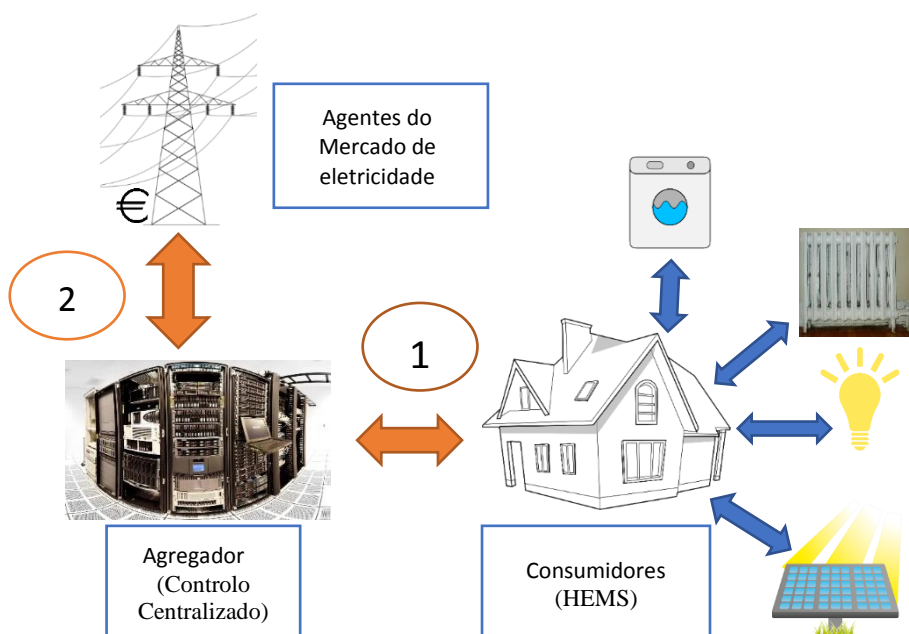 Agentes do
Mercado de
eletricidade
€
2
1
Agregador
(Controlo
Centralizado)
Consumidores
(HEMS)